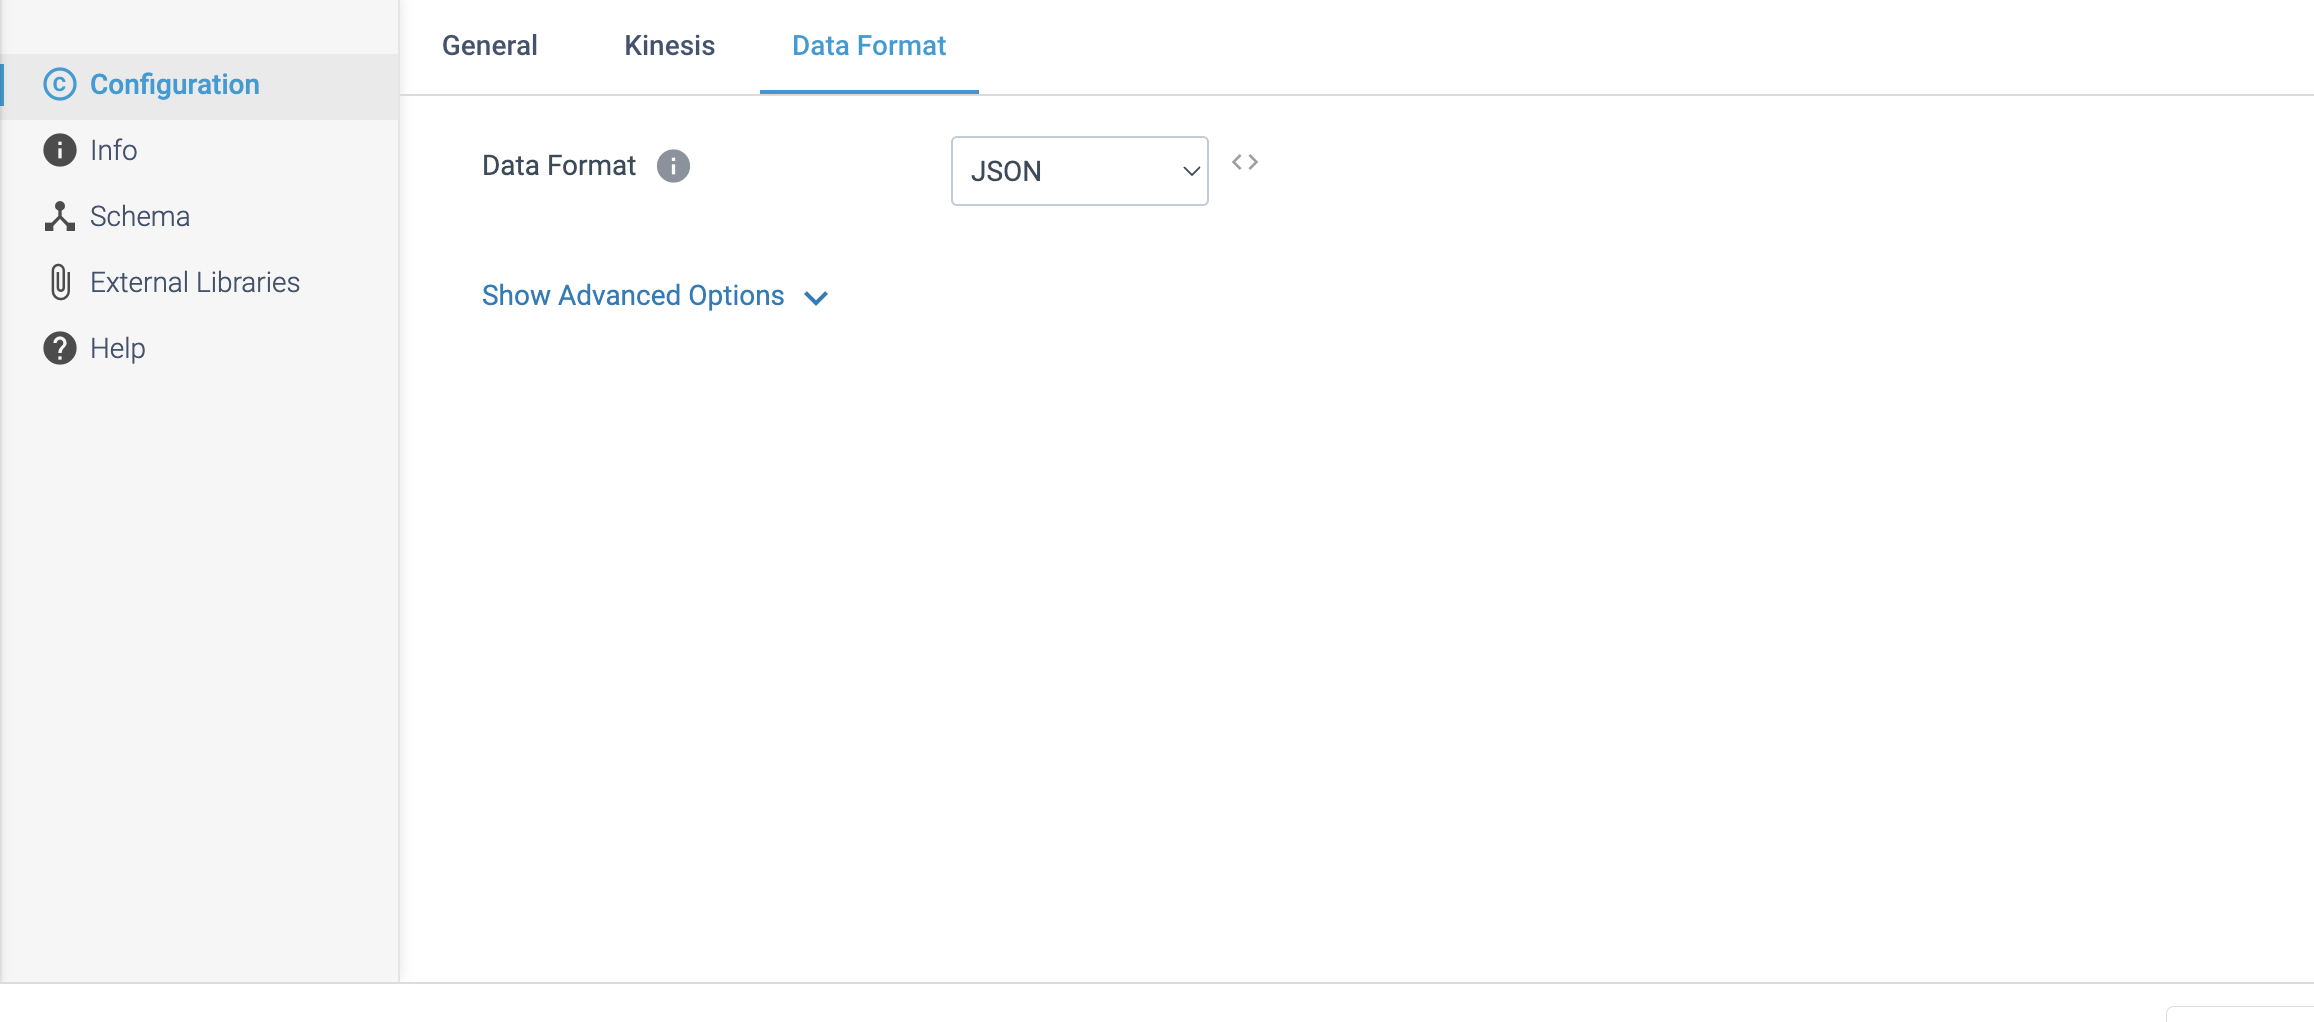 General
Kinesis
Data Format
Configuration
Info
Schema
External Libraries
Help
Data Format
JSON
Show Advanced Options